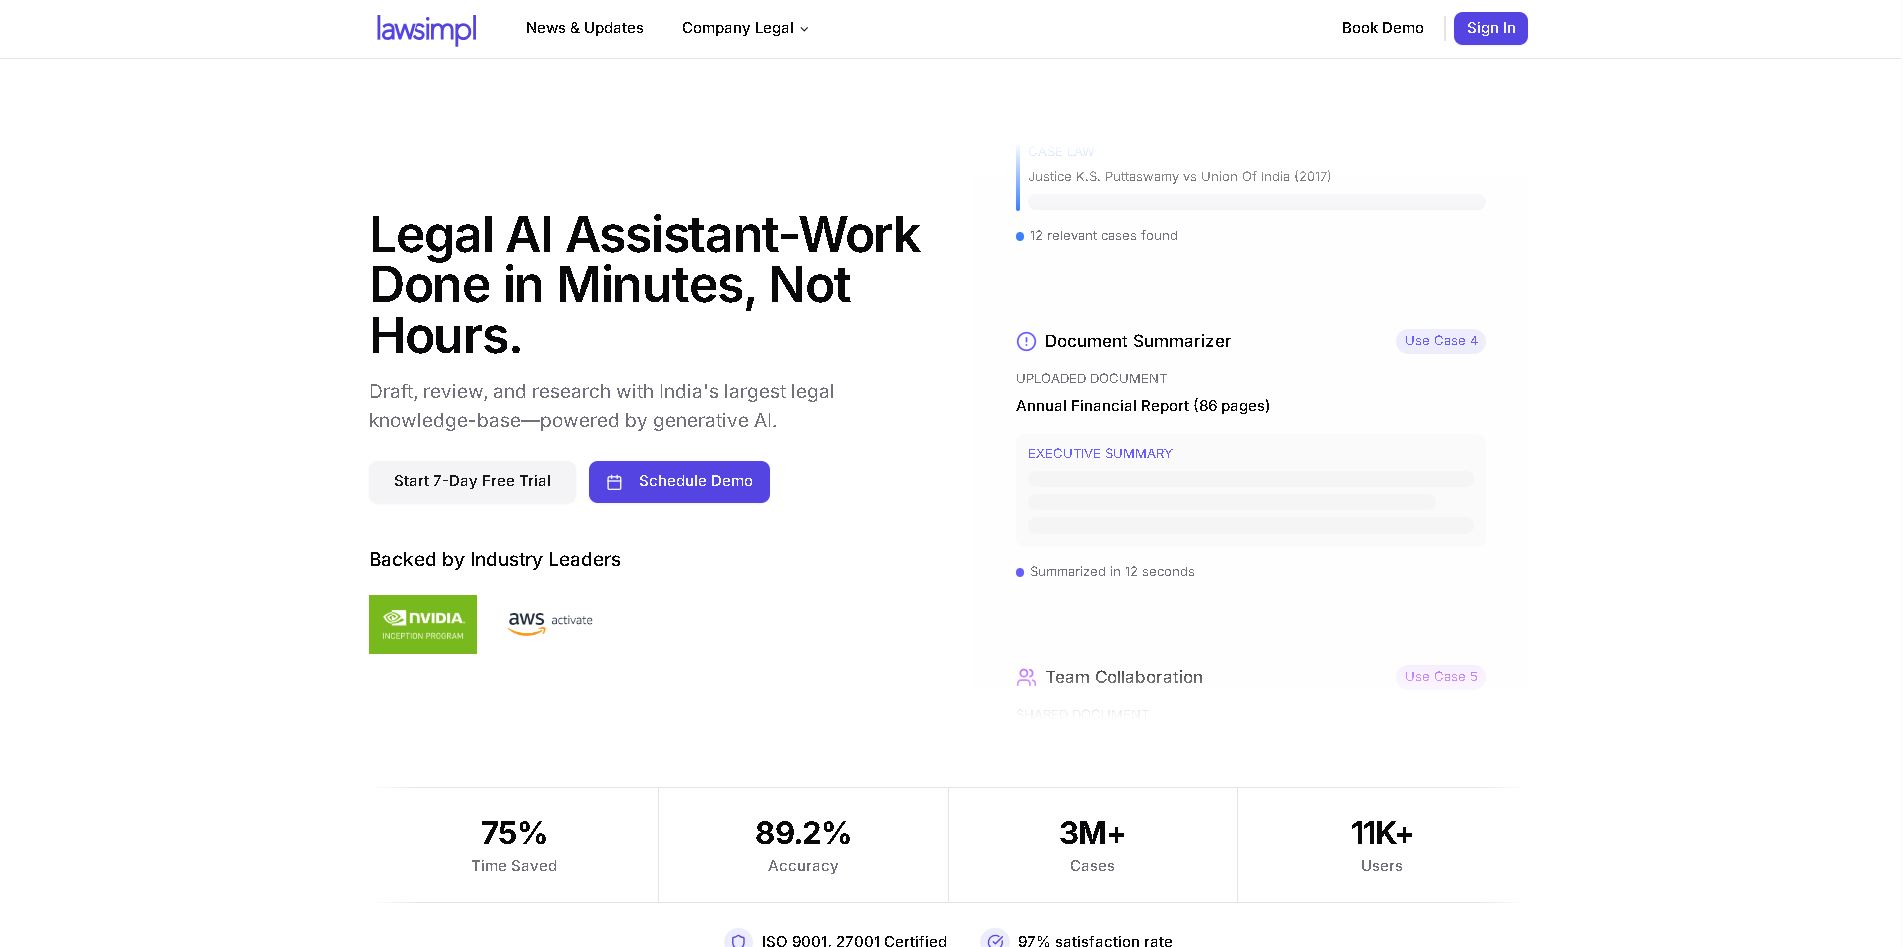 lawsimpl
News & Updates
Company Legal
Book Demo
Sign In
Legal AI Assistant-Work
Done in Minutes, Not
Hours.
Draft, review, and research with India's largest legal
knowledge-base—powered by generative AI.
Start 7-Day Free Trial
Schedule Demo
Backed by Industry Leaders
NVIDIA.
INCEPTION PROGRAM
aws activate
CASE LAW
Justice K.S. Puttaswamy vs Union Of India (2017)
12 relevant cases found
Document Summarizer
Use Case 4
UPLOADED DOCUMENT
Annual Financial Report (86 pages)
EXECUTIVE SUMMARY
Summarized in 12 seconds
Team Collaboration
Use Case 5
SHARED DOCUMENT
75%
Time Saved
89.2%
Accuracy
3M+
Cases
11K+
Users
ISO 9001, 27001 Certified
97% satisfaction rate